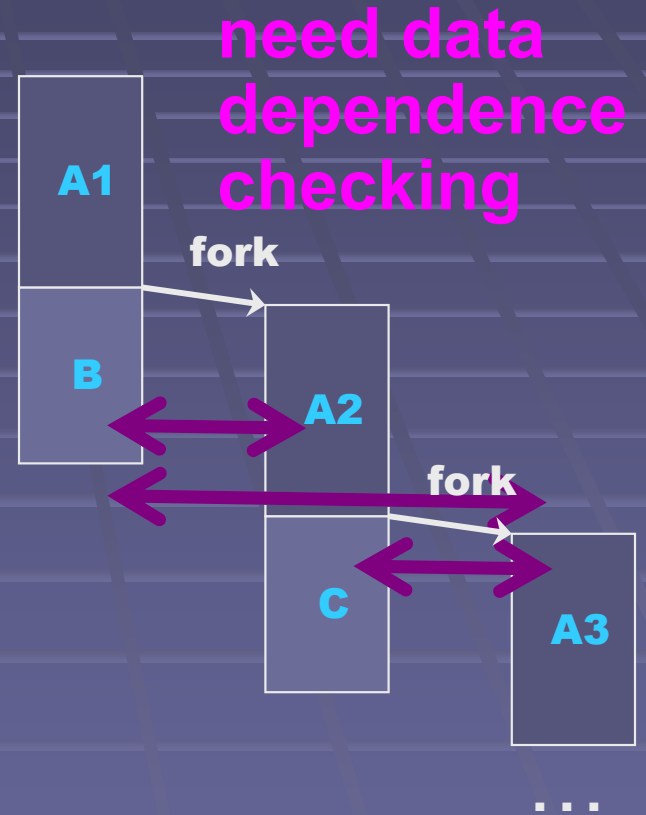 need data
dependence
checking
A1
fork
B
A2
fork
C
A3
...